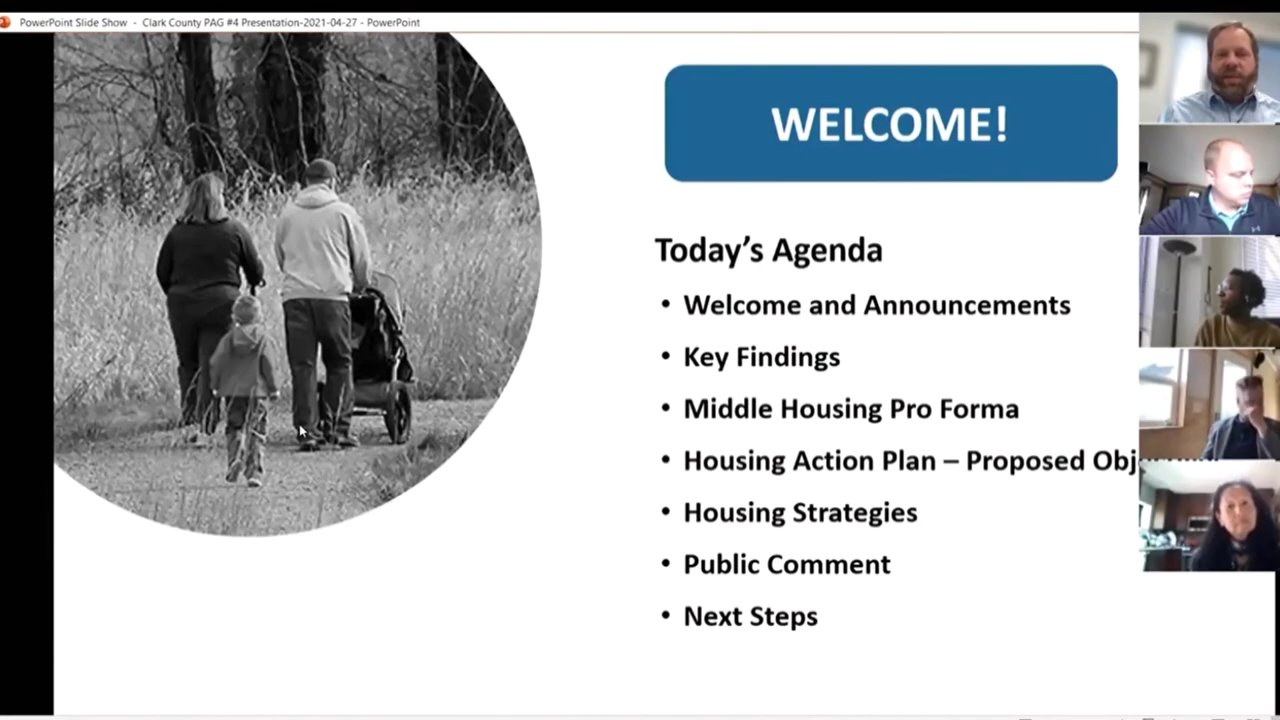 PowerPoint Slide Show - Clark County PAG #4 Presentation-2021-04-27 - PowerPoint
WELCOME!
Today's Agenda
• Welcome and Announcements
• Key Findings
• Middle Housing Pro Forma
• Housing Action Plan – Proposed Obj
• Housing Strategies
• Public Comment
• Next Steps